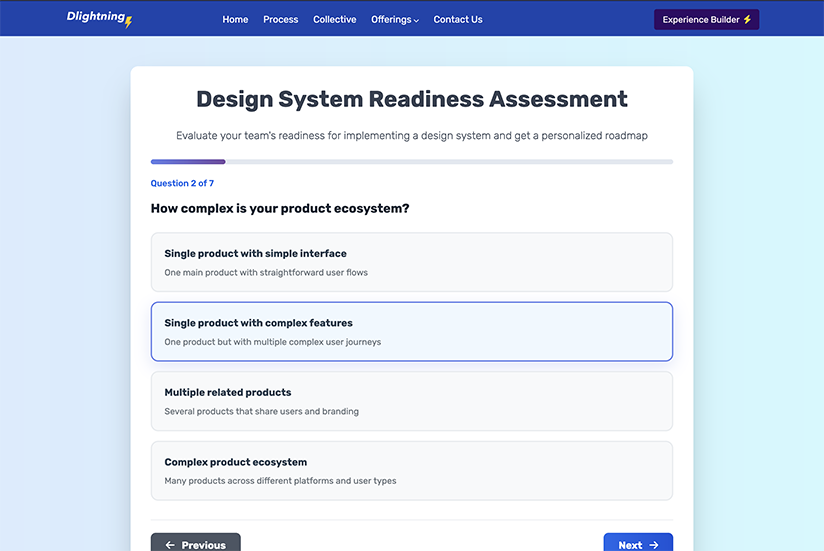 Dlightning
Home Process Collective Offerings Contact Us
Experience Builder
Design System Readiness Assessment
Evaluate your team's readiness for implementing a design system and get a personalized roadmap
Question 2 of 7
How complex is your product ecosystem?
Single product with simple interface
One main product with straightforward user flows
Single product with complex features
One product but with multiple complex user journeys
Multiple related products
Several products that share users and branding
Complex product ecosystem
Many products across different platforms and user types
← Previous
Next →